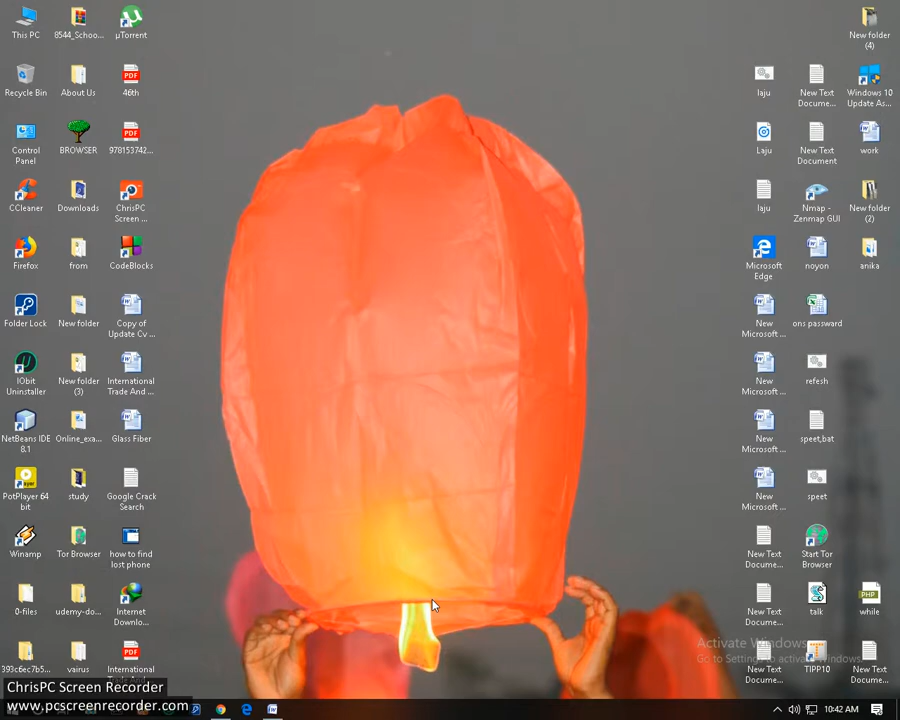 This PC
8544_Schoo...
µTorrent
Recycle Bin
About Us
46th
Control
Panel
BROWSER
978153742...
CCleaner
Downloads
ChrisPC
Screen ...
Firefox
from
CodeBlocks
Folder Lock
New folder
Copy of
Update Cv ...
IObit
Uninstaller
New folder
(3)
International
Trade And ...
NetBeans IDE
8.1
Online_exa...
Glass Fiber
PotPlayer 64
bit
study
Google Crack
Search
Winamp
Tor Browser
how to find
lost phone
0-files
udemy-do...
Internet
Downlo...
393c6ec7b5...
vairus
International
New folder
(4)
laju
New Text
Docume...
Windows 10
Update As...
Laju
New Text
Document
work
laju
Nmap -
Zenmap GUI
New folder
(2)
Microsoft
Edge
noyon
anika
New
Microsoft ...
ons passward
New
Microsoft ...
refesh
New
Microsoft ...
speet,bat
New
Microsoft ...
speet
New Text
Docume...
Start Tor
Browser
New Text
Docume...
talk
while
New Text
Docume...
TIPP10
New Text
Docume...
Activate Windows
Go to Settings to activate Windows.
ChrisPC Screen Recorder
www.pcscreenrecorder.com
10:42 AM